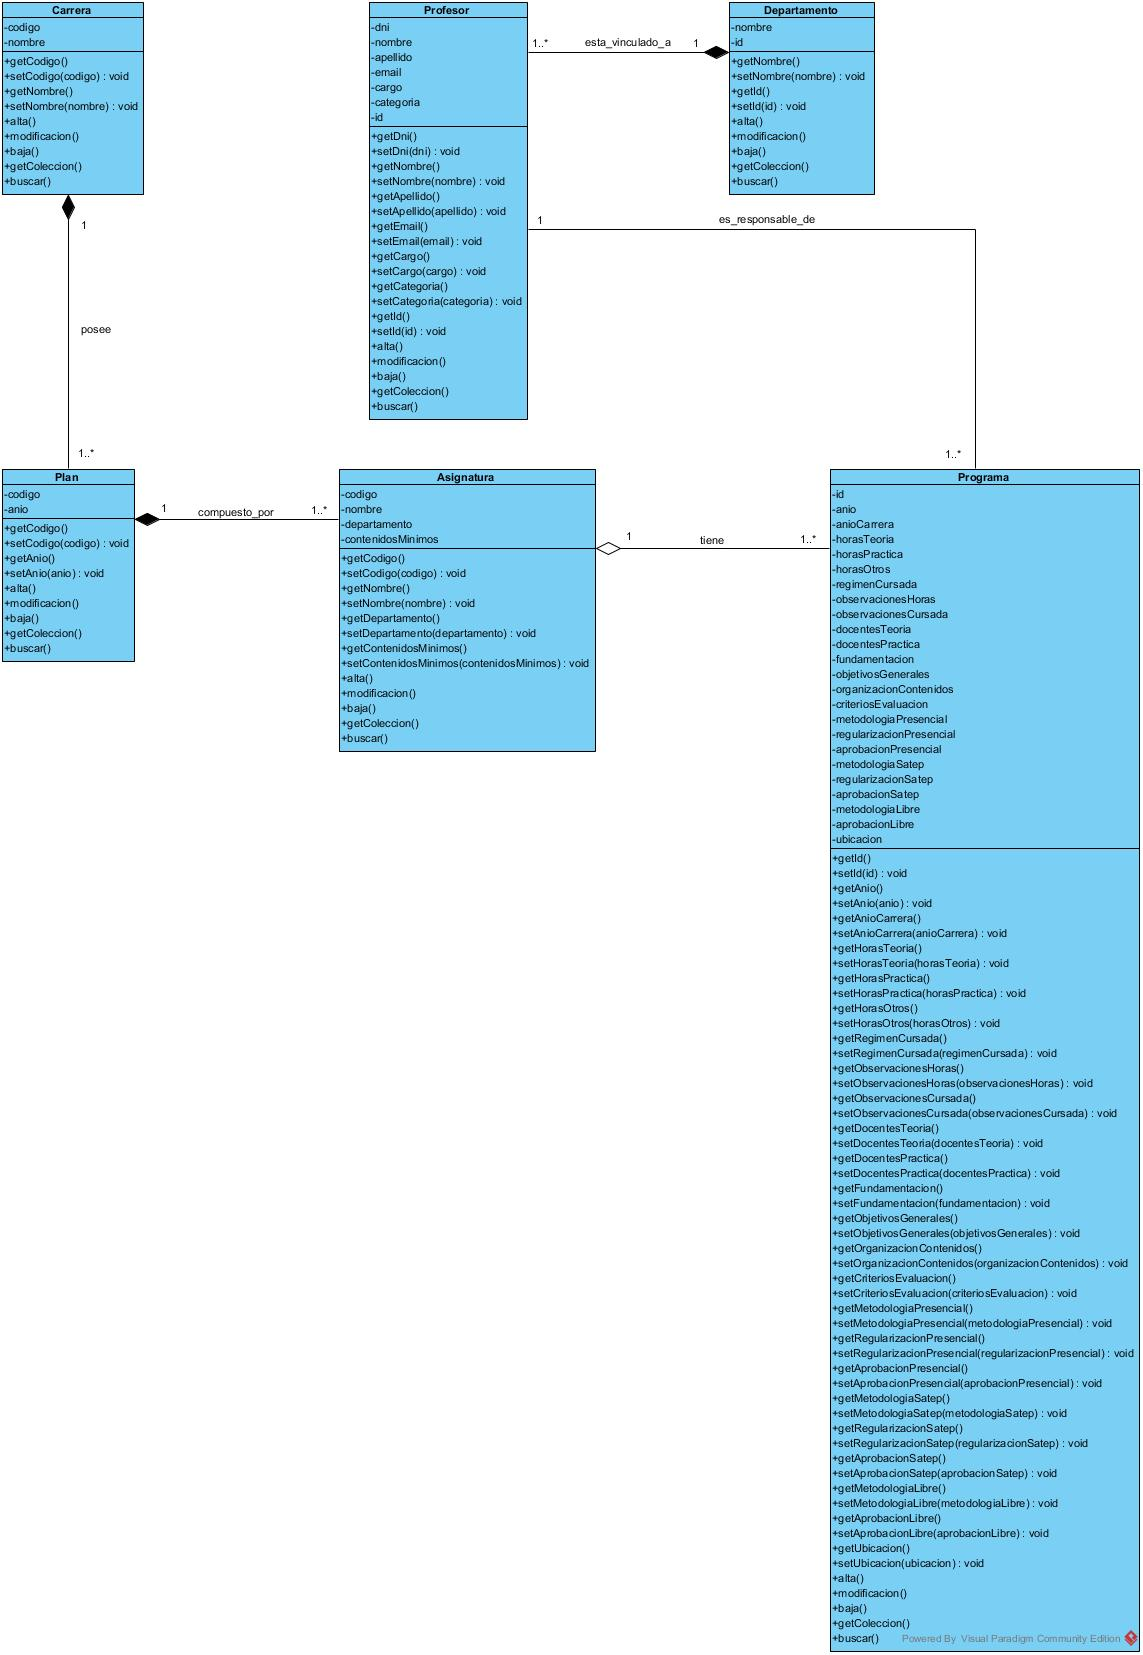 Carrera
-codigo
-nombre
+getCodigo()
+setCodigo(codigo) : void
+getNombre()
+setNombre(nombre) : void
+alta()
+modificacion()
+baja()
+getColeccion()
+buscar()
Profesor
-dni
-nombre
-apellido
-email
-cargo
-categoria
-id
+getDni()
+setDni(dni) : void
+getNombre()
+setNombre(nombre) : void
+getApellido()
+setApellido(apellido) : void
+getEmail()
+setEmail(email) : void
+getCargo()
+setCargo(cargo) : void
+getCategoria()
+setCategoria(categoria) : void
+getId()
+setId(id) : void
+alta()
+modificacion()
+baja()
+getColeccion()
+buscar()
1..*
esta_vinculado_a
1
Departamento
-nombre
-id
+getNombre()
+setNombre(nombre) : void
+getId()
+setId(id) : void
+alta()
+modificacion()
+baja()
+getColeccion()
+buscar()
1
es_responsable_de
1..*
1
posee
1..*
Plan
-codigo
-anio
+getCodigo()
+setCodigo(codigo) : void
+getAnio()
+setAnio(anio) : void
+alta()
+modificacion()
+baja()
+getColeccion()
+buscar()
1
compuesto_por
1..*
Asignatura
-codigo
-nombre
-departamento
-contenidosMinimos
+getCodigo()
+setCodigo(codigo) : void
+getNombre()
+setNombre(nombre) : void
+getDepartamento()
+setDepartamento(departamento) : void
+getContenidosMinimos()
+setContenidosMinimos(contenidosMinimos) : void
+alta()
+modificacion()
+baja()
+getColeccion()
+buscar()
1
tiene
1..*
Programa
-id
-anio
-anioCarrera
-horasTeoria
-horasPractica
-horasOtros
-regimenCursada
-observacionesHoras
-observacionesCursada
-docentesTeoria
-docentesPractica
-fundamentacion
-objetivosGenerales
-organizacionContenidos
-criteriosEvaluacion
-metodologiaPresencial
-regularizacionPresencial
-aprobacionPresencial
-metodologiaSatep
-regularizacionSatep
-aprobacionSatep
-metodologiaLibre
-aprobacionLibre
-ubicacion
+getId()
+setId(id) : void
+getAnio()
+setAnio(anio) : void
+getAnioCarrera()
+setAnioCarrera(anioCarrera) : void
+getHorasTeoria()
+setHorasTeoria(horasTeoria) : void
+getHorasPractica()
+setHorasPractica(horasPractica) : void
+getHorasOtros()
+setHorasOtros(horasOtros) : void
+getRegimenCursada()
+setRegimenCursada(regimenCursada) : void
+getObservacionesHoras()
+setObservacionesHoras(observacionesHoras) : void
+getObservacionesCursada()
+setObservacionesCursada(observacionesCursada) : void
+getDocentesTeoria()
+setDocentesTeoria(docentesTeoria) : void
+getDocentesPractica()
+setDocentesPractica(docentesPractica) : void
+getFundamentacion()
+setFundamentacion(fundamentacion) : void
+getObjetivosGenerales()
+setObjetivosGenerales(objetivosGenerales) : void
+getOrganizacionContenidos()
+setOrganizacionContenidos(organizacionContenidos) : void
+getCriteriosEvaluacion()
+setCriteriosEvaluacion(criteriosEvaluacion) : void
+getMetodologiaPresencial()
+setMetodologiaPresencial(metodologiaPresencial) : void
+getRegularizacionPresencial()
+setRegularizacionPresencial(regularizacionPresencial) : void
+getAprobacionPresencial()
+setAprobacionPresencial(aprobacionPresencial) : void
+getMetodologiaSatep()
+setMetodologiaSatep(metodologiaSatep) : void
+getRegularizacionSatep()
+setRegularizacionSatep(regularizacionSatep) : void
+getAprobacionSatep()
+setAprobacionSatep(aprobacionSatep) : void
+getMetodologiaLibre()
+setMetodologiaLibre(metodologiaLibre) : void
+getAprobacionLibre()
+setAprobacionLibre(aprobacionLibre) : void
+getUbicacion()
+setUbicacion(ubicacion) : void
+alta()
+modificacion()
+baja()
+getColeccion()
+buscar()
Powered By Visual Paradigm Community Edition